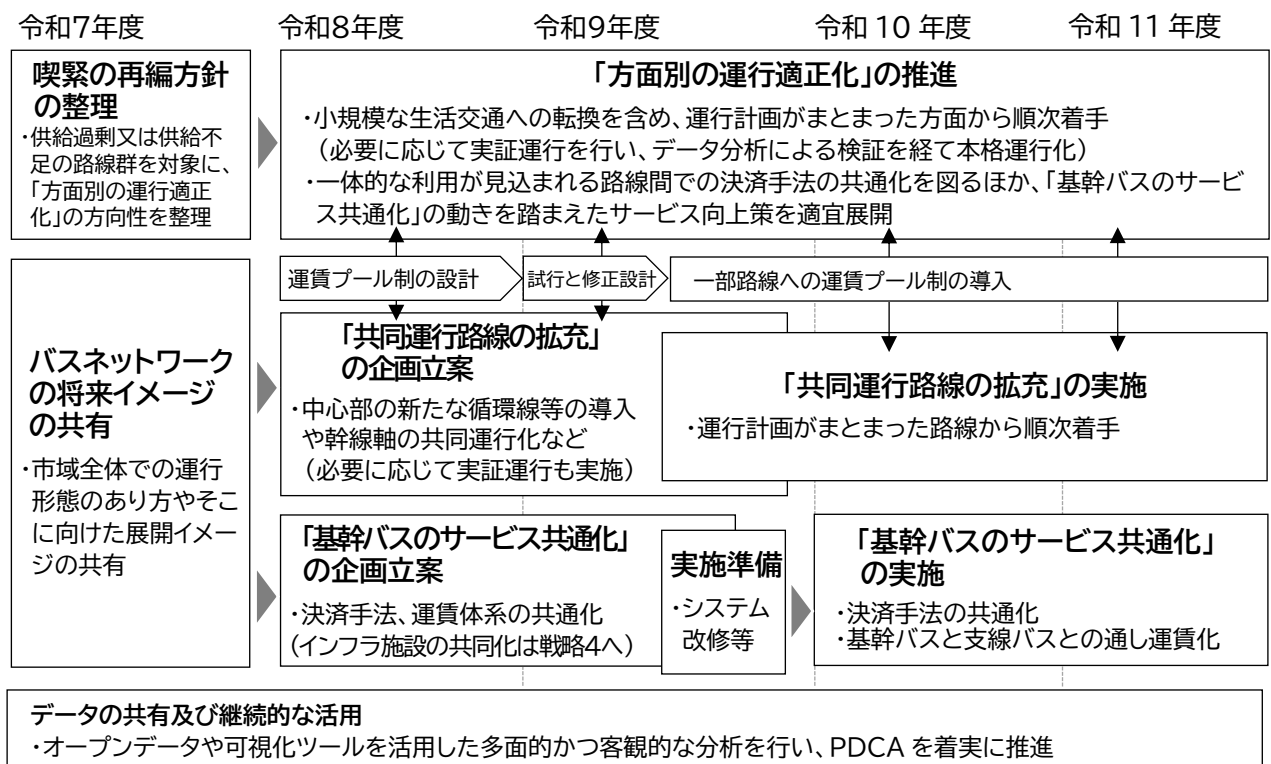 令和7年度
令和8年度
令和9年度
令和 10 年度
令和 11 年度
喫緊の再編方針
の整理
・供給過剰又は供給不
足の路線群を対象に、
「方面別の運行適正
化」の方向性を整理
「方面別の運行適正化」の推進
・小規模な生活交通への転換を含め、運行計画がまとまった方面から順次着手
（必要に応じて実証運行を行い、データ分析による検証を経て本格運行化）
・一体的な利用が見込まれる路線間での決済手法の共通化を図るほか、「基幹バスのサービ
ス共通化」の動きを踏まえたサービス向上策を適宜展開
運賃プール制の設計
試行と修正設計
一部路線への運賃プール制の導入
バスネットワーク
の将来イメージ
の共有
・市域全体での運行
形態のあり方やそこ
に向けた展開イメー
ジの共有
「共同運行路線の拡充」
の企画立案
・中心部の新たな循環線等の導入
や幹線軸の共同運行化など
（必要に応じて実証運行も実施）
「共同運行路線の拡充」の実施
・運行計画がまとまった路線から順次着手
「基幹バスのサービス共通化」
の企画立案
・決済手法、運賃体系の共通化
（インフラ施設の共同化は戦略4へ）
実施準備
・システム
改修等
「基幹バスのサービス共通化」
の実施
・決済手法の共通化
・基幹バスと支線バスとの通し運賃化
データの共有及び継続的な活用
・オープンデータや可視化ツールを活用した多面的かつ客観的な分析を行い、PDCA を着実に推進